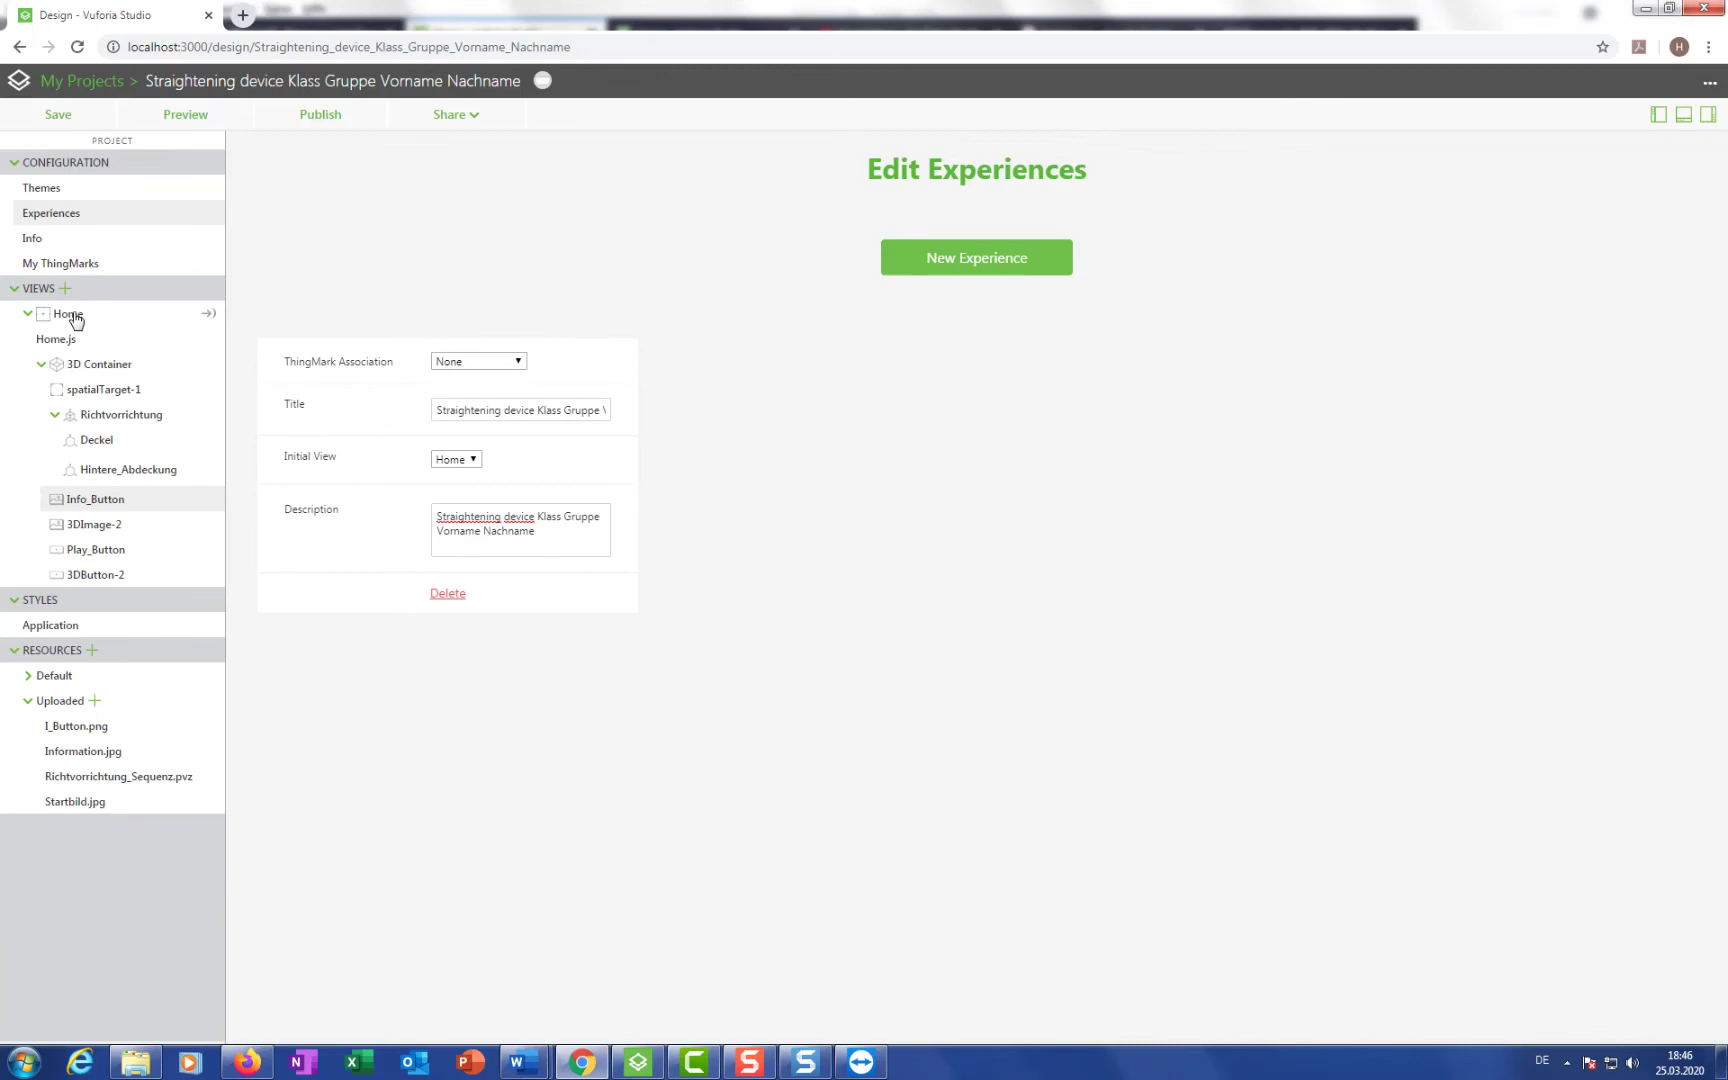 Design - Vuforia Studio
localhost:3000/design/Straightening_device_Klass_Gruppe_Vorname_Nachname
H
My Projects > Straightening device Klass Gruppe Vorname Nachname
Save
Preview
Publish
Share
PROJECT
CONFIGURATION
Themes
Experiences
Info
My ThingMarks
VIEWS
Home
Home.js
3D Container
spatialTarget-1
Richtvorrichtung
Deckel
Hintere_Abdeckung
Info_Button
3DImage-2
Play_Button
3DButton-2
STYLES
Application
RESOURCES
Default
Uploaded
I_Button.png
Information.jpg
Richtvorrichtung_Sequenz.pvz
Startbild.jpg
Edit Experiences
New Experience
ThingMark Association
None
Title
Straightening device Klass Gruppe V
Initial View
Home
Description
Straightening device Klass Gruppe
Vorname Nachname
Delete
DE
18:46
25.03.2020